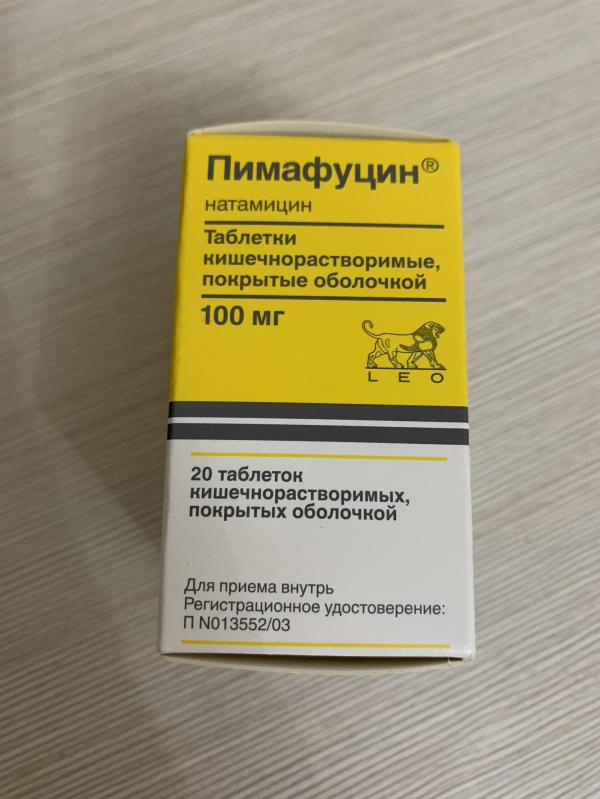 Пимафуцин®
натамицин
Таблетки
кишечнорастворимые,
покрытые оболочкой
100 мг
LEO
20 таблеток
кишечнорастворимых,
покрытых оболочкой
Для приема внутрь
Регистрационное удостоверение:
П N013552/03